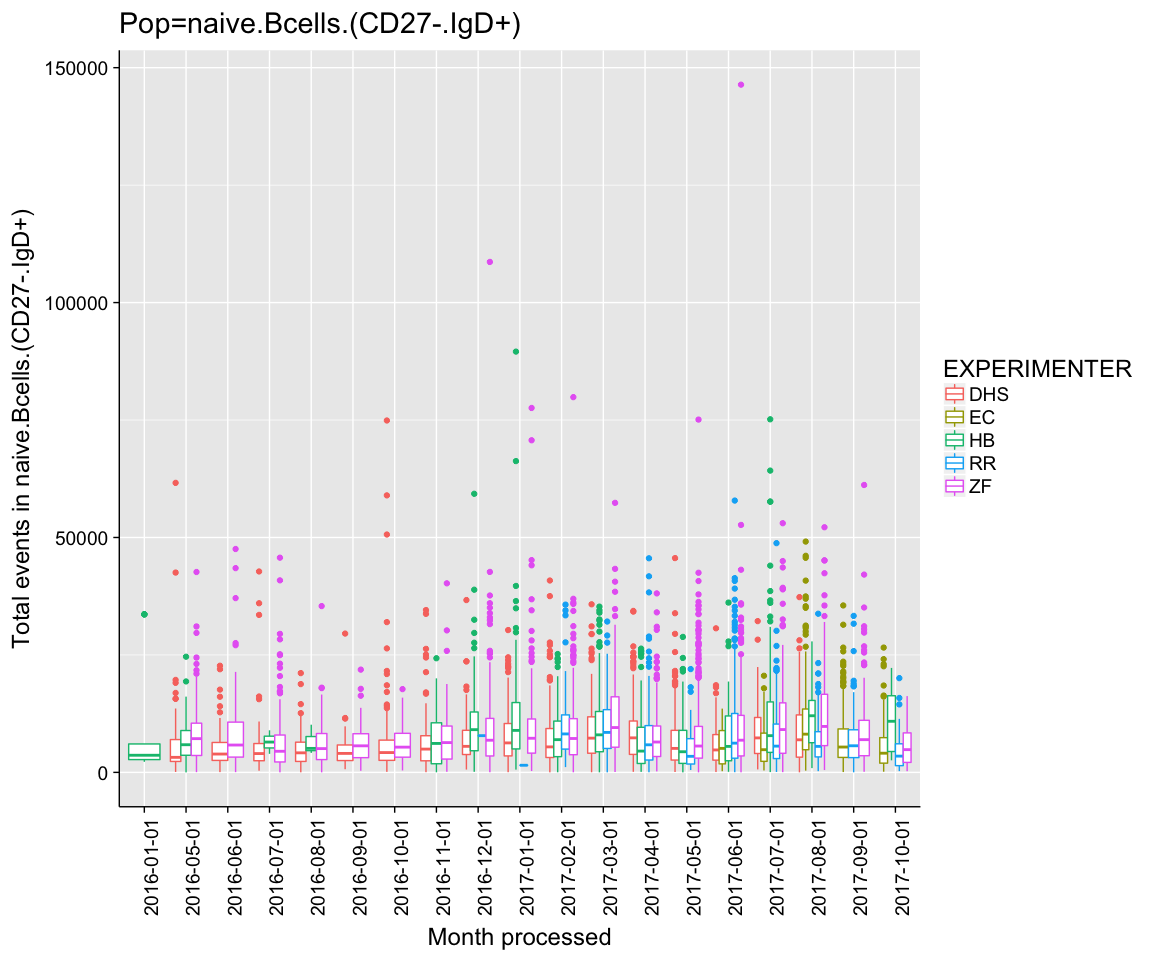 Pop=naive.Bcells.(CD27-.IgD+)
Total events in naive.Bcells.(CD27-.IgD+)
150000
100000
50000
0
2016-01-01
2016-05-01
2016-06-01
2016-07-01
2016-08-01
2016-09-01
2016-10-01
2016-11-01
2016-12-01
2017-01-01
2017-02-01
2017-03-01
2017-04-01
2017-05-01
2017-06-01
2017-07-01
2017-08-01
2017-09-01
2017-10-01
Month processed
EXPERIMENTER
DHS
EC
HB
RR
ZF